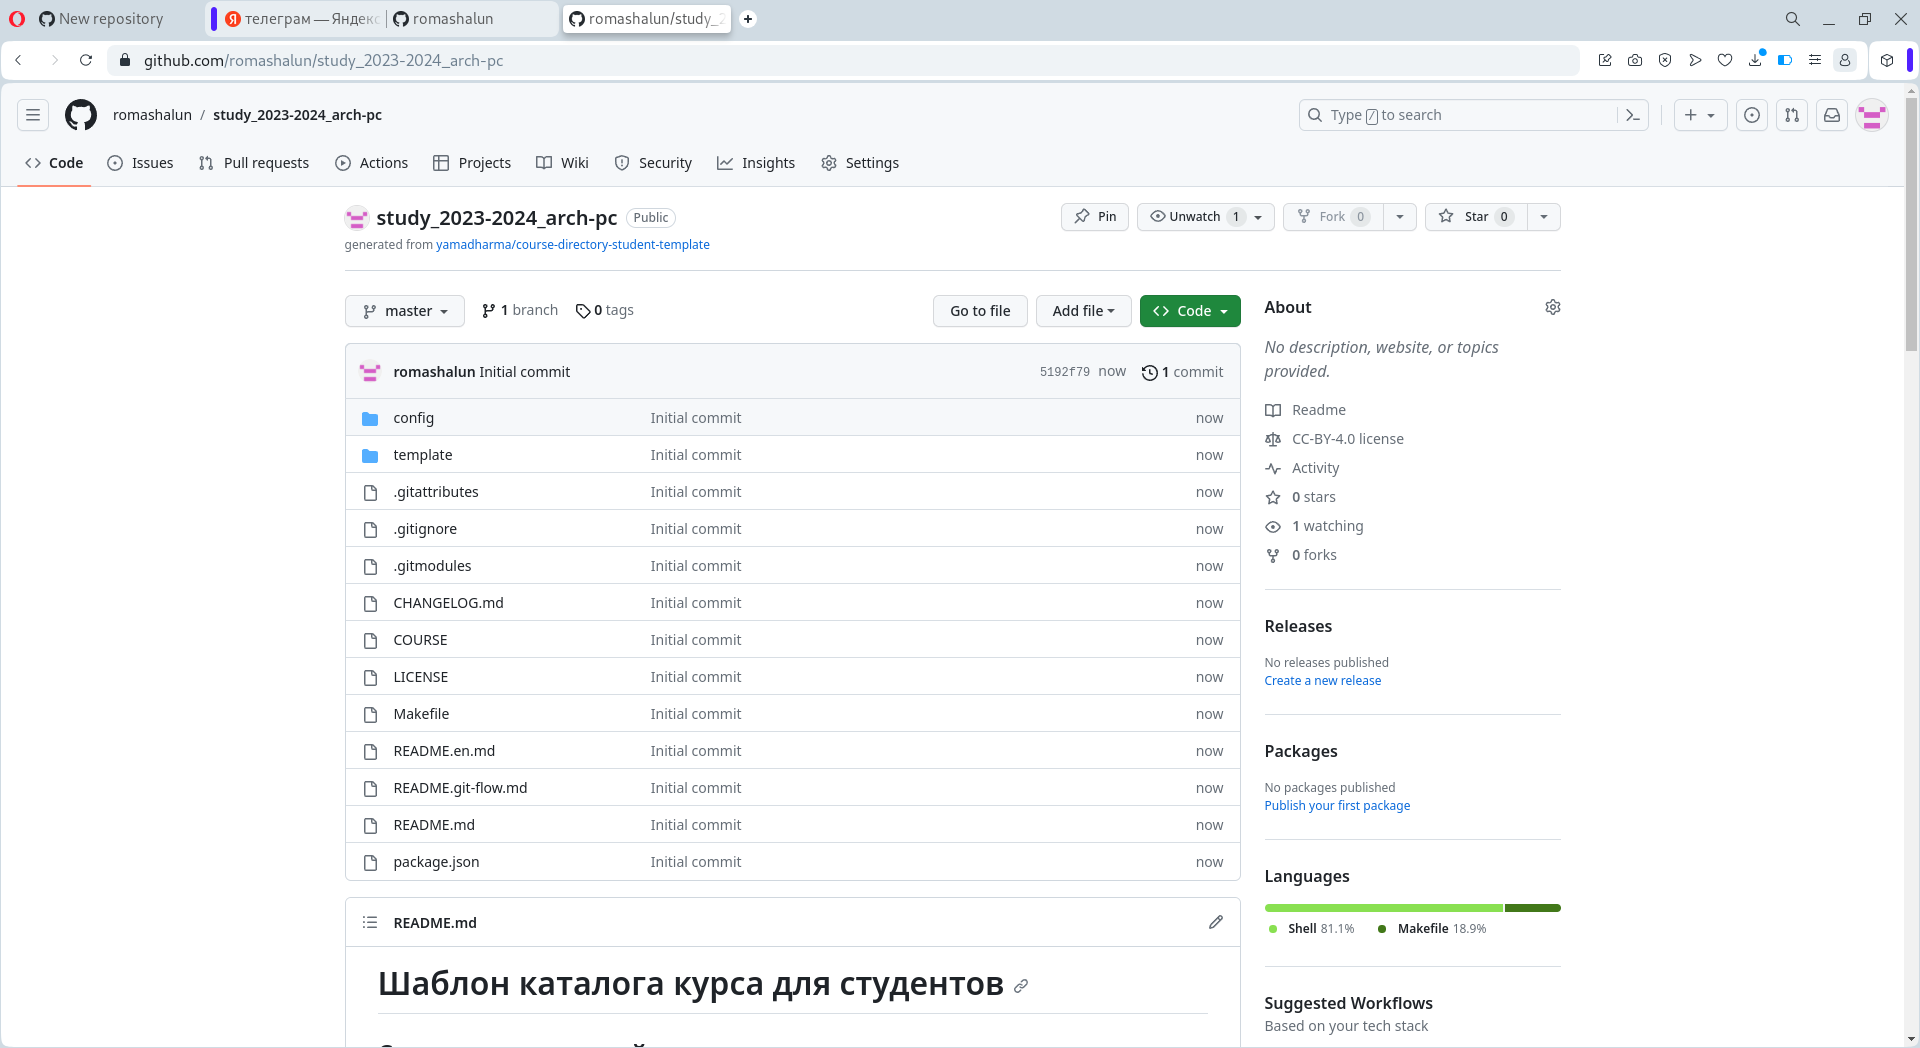 New repository
телеграм — Яндекс
romashalun
romashalun/study_2
github.com/romashalun/study_2023-2024_arch-pc
romashalun / study_2023-2024_arch-pc
Type / to search
Code
Issues
Pull requests
Actions
Projects
Wiki
Security
Insights
Settings
study_2023-2024_arch-pc Public
Pin
Unwatch 1
Fork 0
Star 0
generated from yamadharma/course-directory-student-template
master
1 branch
0 tags
Go to file
Add file
Code
romashalun Initial commit 5192f79 now 1 commit
config Initial commit now
template Initial commit now
.gitattributes Initial commit now
.gitignore Initial commit now
.gitmodules Initial commit now
CHANGELOG.md Initial commit now
COURSE Initial commit now
LICENSE Initial commit now
Makefile Initial commit now
README.en.md Initial commit now
README.git-flow.md Initial commit now
README.md Initial commit now
package.json Initial commit now
README.md
Шаблон каталога курса для студентов
About
No description, website, or topics
provided.
Readme
CC-BY-4.0 license
Activity
0 stars
1 watching
0 forks
Releases
No releases published
Create a new release
Packages
No packages published
Publish your first package
Languages
Shell 81.1% Makefile 18.9%
Suggested Workflows
Based on your tech stack